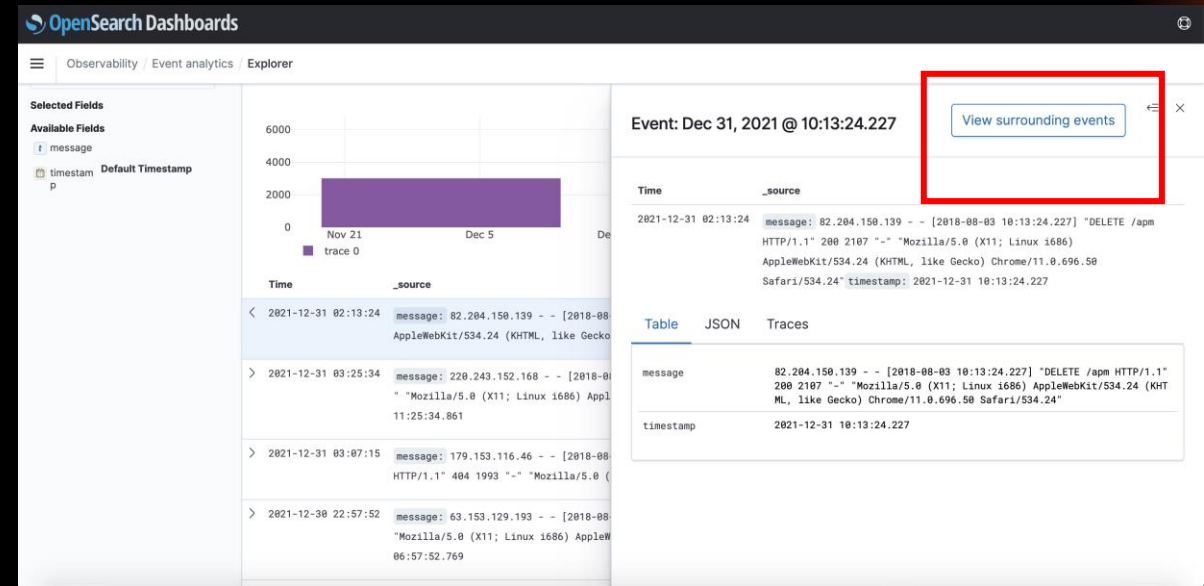 OpenSearch Dashboards
Observability / Event analytics / Explorer
Selected Fields
Available Fields
t message
timestam
p
Default Timestamp
6000
4000
2000
0
Nov 21
Dec 5
De
trace 0
Time _source
2021-12-31 02:13:24 message: 82.204.150.139 - - [2018-08-
AppleWebKit/534.24 (KHTML, like Gecko
2021-12-31 03:25:34 message: 220.243.152.168 - - [2018-0
" "Mozilla/5.0 (X11; Linux i686) Appl
11:25:34.861
2021-12-31 03:07:15 message: 179.153.116.46 - - [2018-08-
HTTP/1.1" 404 1993 "-" "Mozilla/5.0 (
2021-12-30 22:57:52 message: 63.153.129.193 - - [2018-08-
"Mozilla/5.0 (X11; Linux i686) AppleW
06:57:52.769
Event: Dec 31, 2021 @ 10:13:24.227
View surrounding events
Time _source
2021-12-31 02:13:24 message: 82.204.150.139 - - [2018-08-03 10:13:24.227] "DELETE /apm
HTTP/1.1" 200 2107 "-" "Mozilla/5.0 (X11; Linux i686)
AppleWebKit/534.24 (KHTML, like Gecko) Chrome/11.0.696.50
Safari/534.24" timestamp: 2021-12-31 10:13:24.227
Table JSON Traces
message 82.204.150.139 - - [2018-08-03 10:13:24.227] "DELETE /apm HTTP/1.1"
200 2107 "-" "Mozilla/5.0 (X11; Linux i686) AppleWebKit/534.24 (KHT
ML, like Gecko) Chrome/11.0.696.50 Safari/534.24"
timestamp 2021-12-31 10:13:24.227